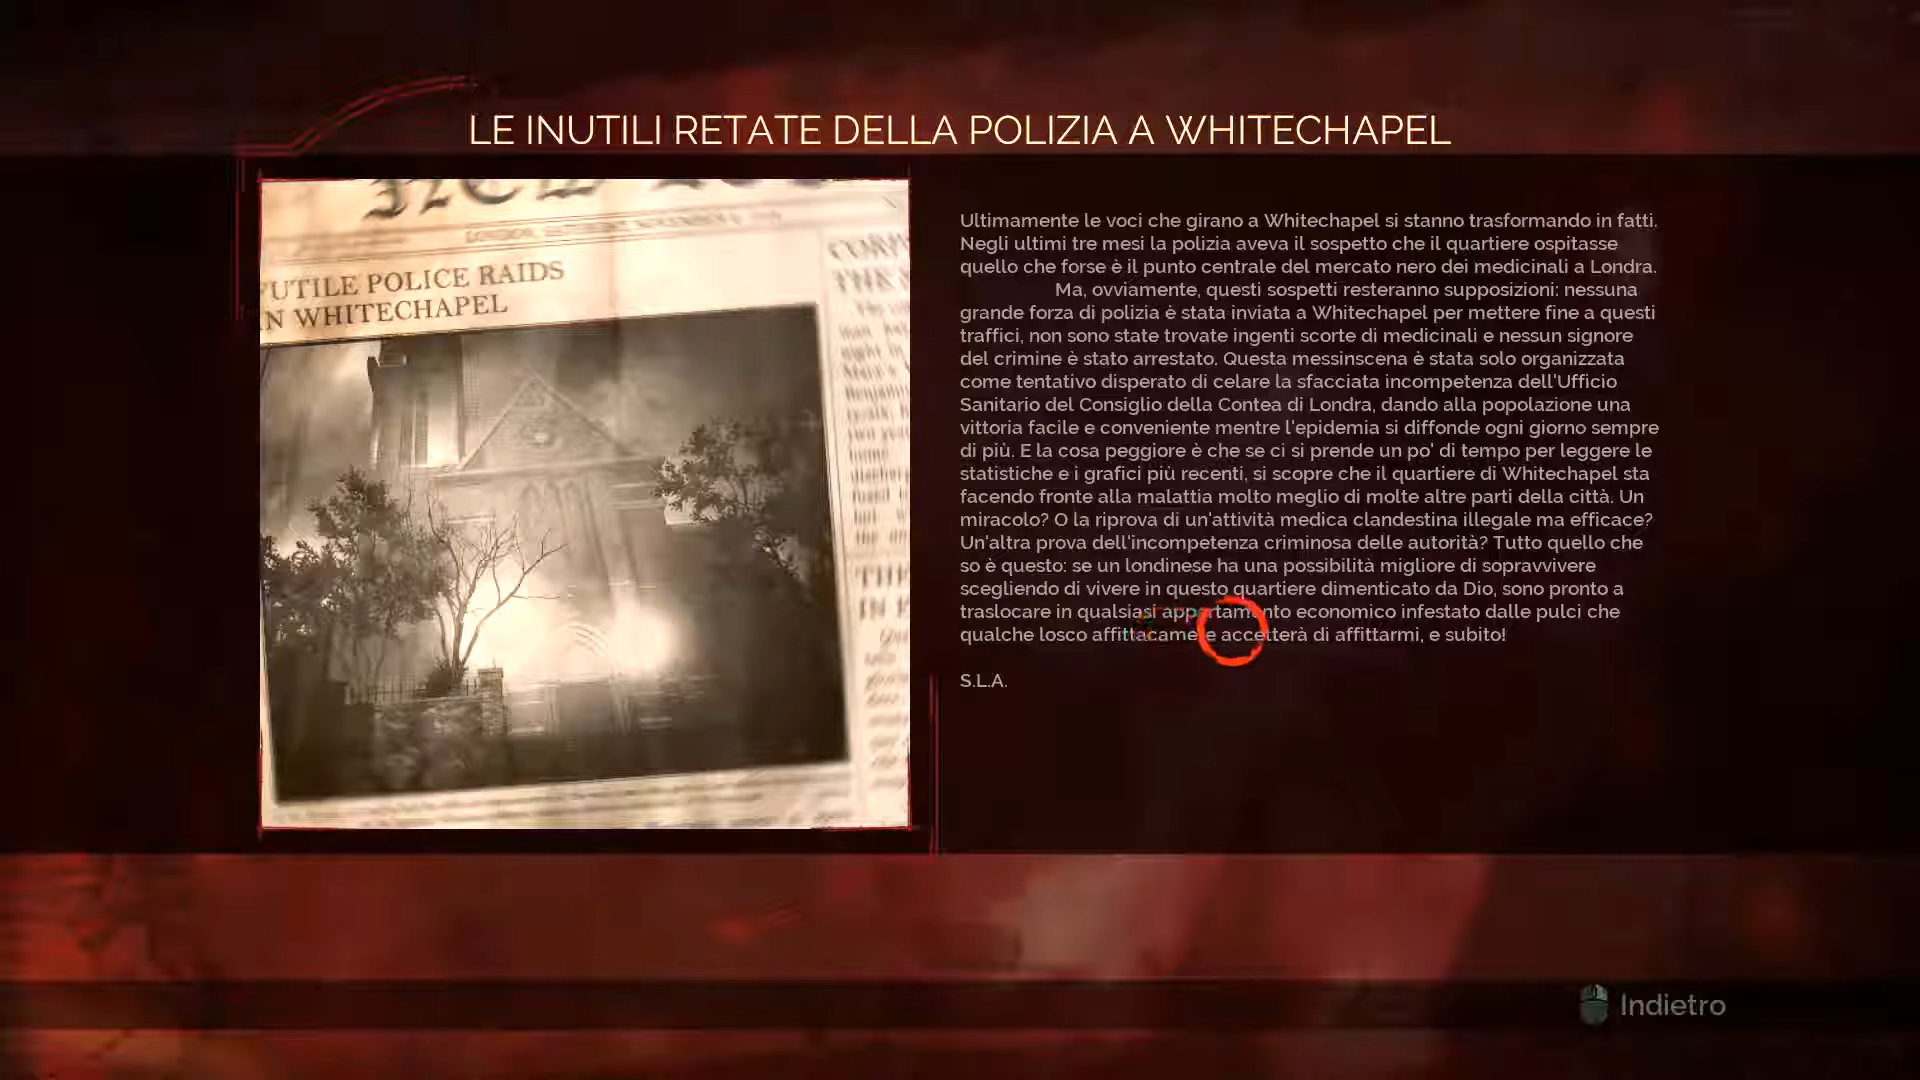 LE INUTILI RETATE DELLA POLIZIA A WHITECHAPEL
UTILE POLICE RAIDS
IN WHITECHAPEL
Ultimamente le voci che girano a Whitechapel si stanno trasformando in fatti.
Negli ultimi tre mesi la polizia aveva il sospetto che il quartiere ospitasse
quello che forse è il punto centrale del mercato nero dei medicinali a Londra.
Ma, ovviamente, questi sospetti resteranno supposizioni: nessuna
grande forza di polizia è stata inviata a Whitechapel per mettere fine a questi
traffici, non sono state trovate ingenti scorte di medicinali e nessun signore
del crimine è stato arrestato. Questa messinscena è stata solo organizzata
come tentativo disperato di celare la sfacciata incompetenza dell'Ufficio
Sanitario del Consiglio della Contea di Londra, dando alla popolazione una
vittoria facile e conveniente mentre l'epidemia si diffonde ogni giorno sempre
di più. E la cosa peggiore è che se ci si prende un po' di tempo per leggere le
statistiche e i grafici più recenti, si scopre che il quartiere di Whitechapel sta
facendo fronte alla malattia molto meglio di molte altre parti della città. Un
miracolo? O la riprova di un'attività medica clandestina illegale ma efficace?
Un'altra prova dell'incompetenza criminosa delle autorità? Tutto quello che
so è questo: se un londinese ha una possibilità migliore di sopravvivere
scegliendo di vivere in questo quartiere dimenticato da Dio, sono pronto a
traslocare in qualsiasi appartamento economico infestato dalle pulci che
qualche losco affittacamere accetterà di affittarmi, e subito!
S.L.A.
Indietro